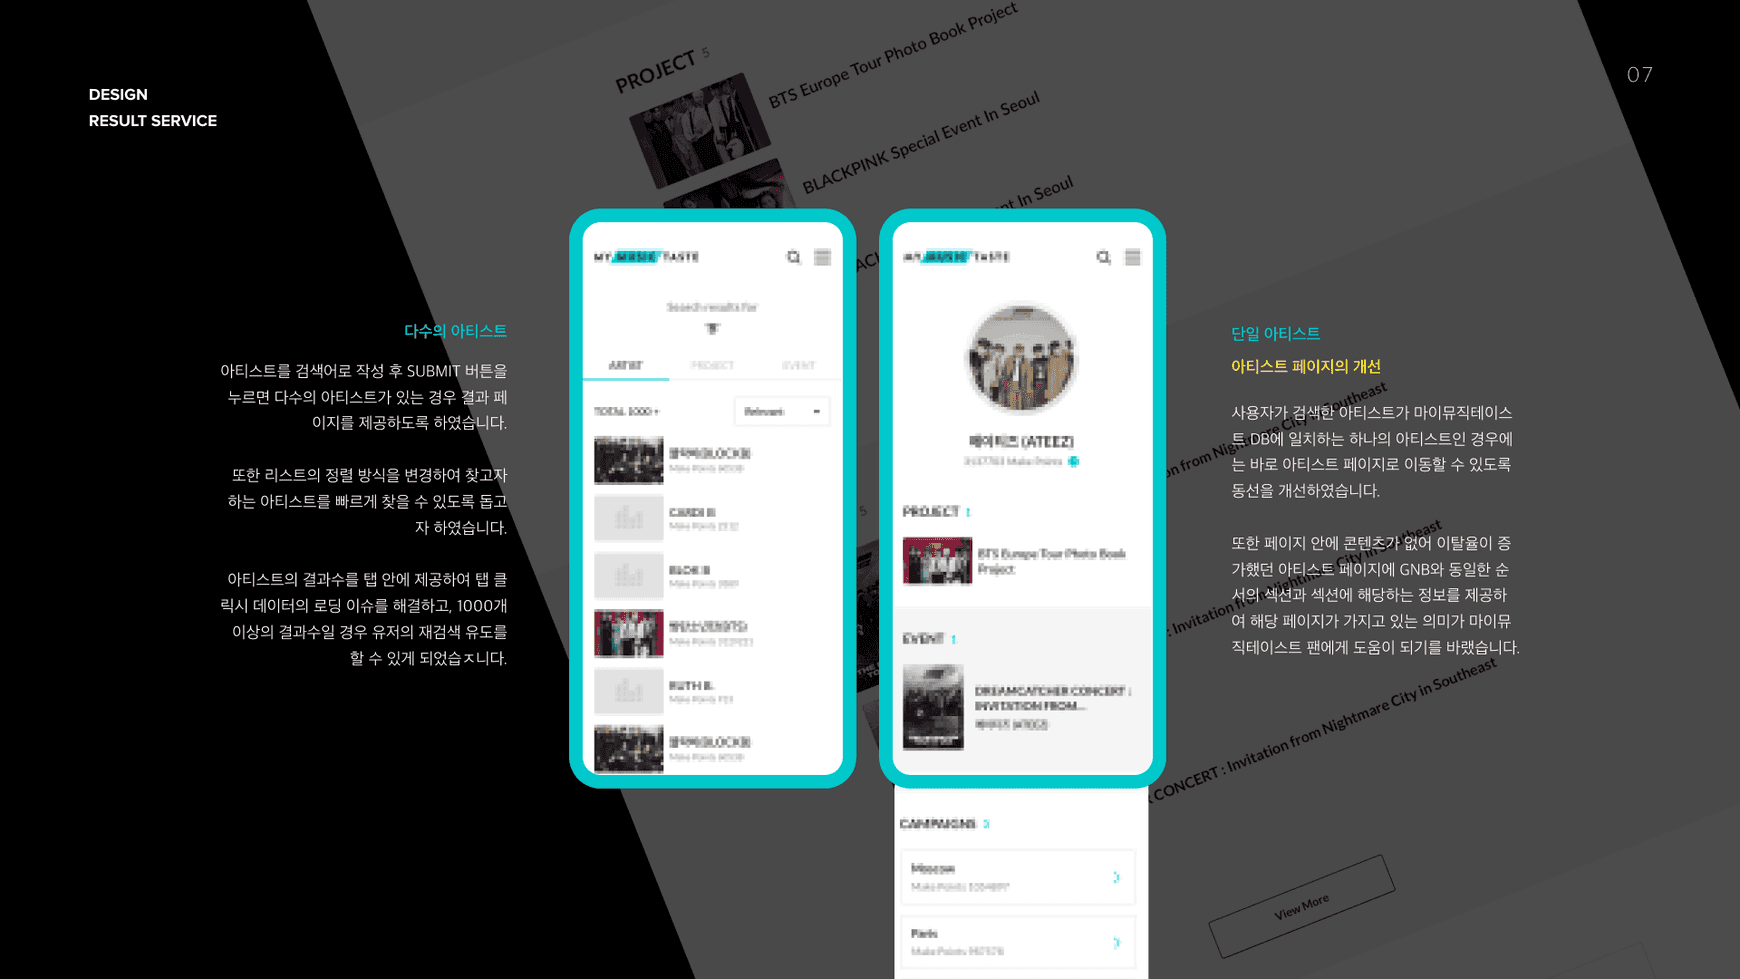 DESIGN
RESULT SERVICE
07
PROJECT 5
BTS Europe Tour Photo Book Project
BLACKPINK Special Event In Seoul
nt In Seoul
다수의 아티스트
아티스트를 검색어로 작성 후 SUBMIT 버튼을
누르면 다수의 아티스트가 있는 경우 결과 페
이지를 제공하도록 하였습니다.
또한 리스트의 정렬 방식을 변경하여 찾고자
하는 아티스트를 빠르게 찾을 수 있도록 돕고
자 하였습니다.
아티스트의 결과수를 탭 안에 제공하여 탭 클
릭시 데이터의 로딩 이슈를 해결하고, 1000개
이상의 결과수일 경우 유저의 재검색 유도를
할 수 있게 되었습ㅈ니다.
MY MUSIC TASTE
Search results for
ARTIST PROJECT EVENT
TOTAL 1000+
Relevant
CARDI B
BLOK B
RUTH B.
MY MUSIC TASTE
에이티즈 (ATEEZ)
PROJECT 1
BTS Europe Tour Photo Book
Project
EVENT 1
DREAMCATCHER CONCERT :
INVITATION FROM...
에이티즈 (ATEEZ)
CAMPAIGNS
Moscow
Paris
단일 아티스트
아티스트 페이지의 개선
사용자가 검색한 아티스트가 마이뮤직테이스
트 DB에 일치하는 하나의 아티스트인 경우에
는 바로 아티스트 페이지로 이동할 수 있도록
동선을 개선하였습니다.
또한 페이지 안에 콘텐츠가 없어 이탈율이 증
가했던 아티스트 페이지에 GNB와 동일한 순
서의 섹션과 섹션에 해당하는 정보를 제공하
여 해당 페이지가 가지고 있는 의미가 마이뮤
직테이스트 팬에게 도움이 되기를 바랬습니다.
5
on from Nightmare City in Southeast
: Invitation from Nightmare City in Southeast
CONCERT : Invitation from Nightmare City in Southeast
View More